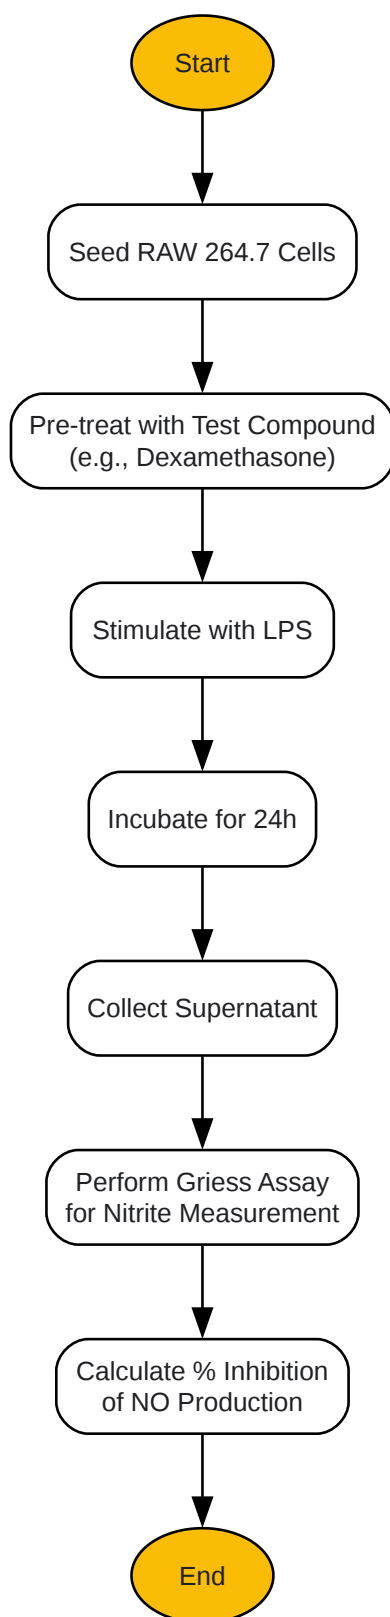 Start
Seed RAW 264.7 Cells
Pre-treat with Test Compound
(e.g., Dexamethasone)
Stimulate with LPS
Incubate for 24h
Collect Supernatant
Perform Griess Assay
for Nitrite Measurement
Calculate % Inhibition
of NO Production
End